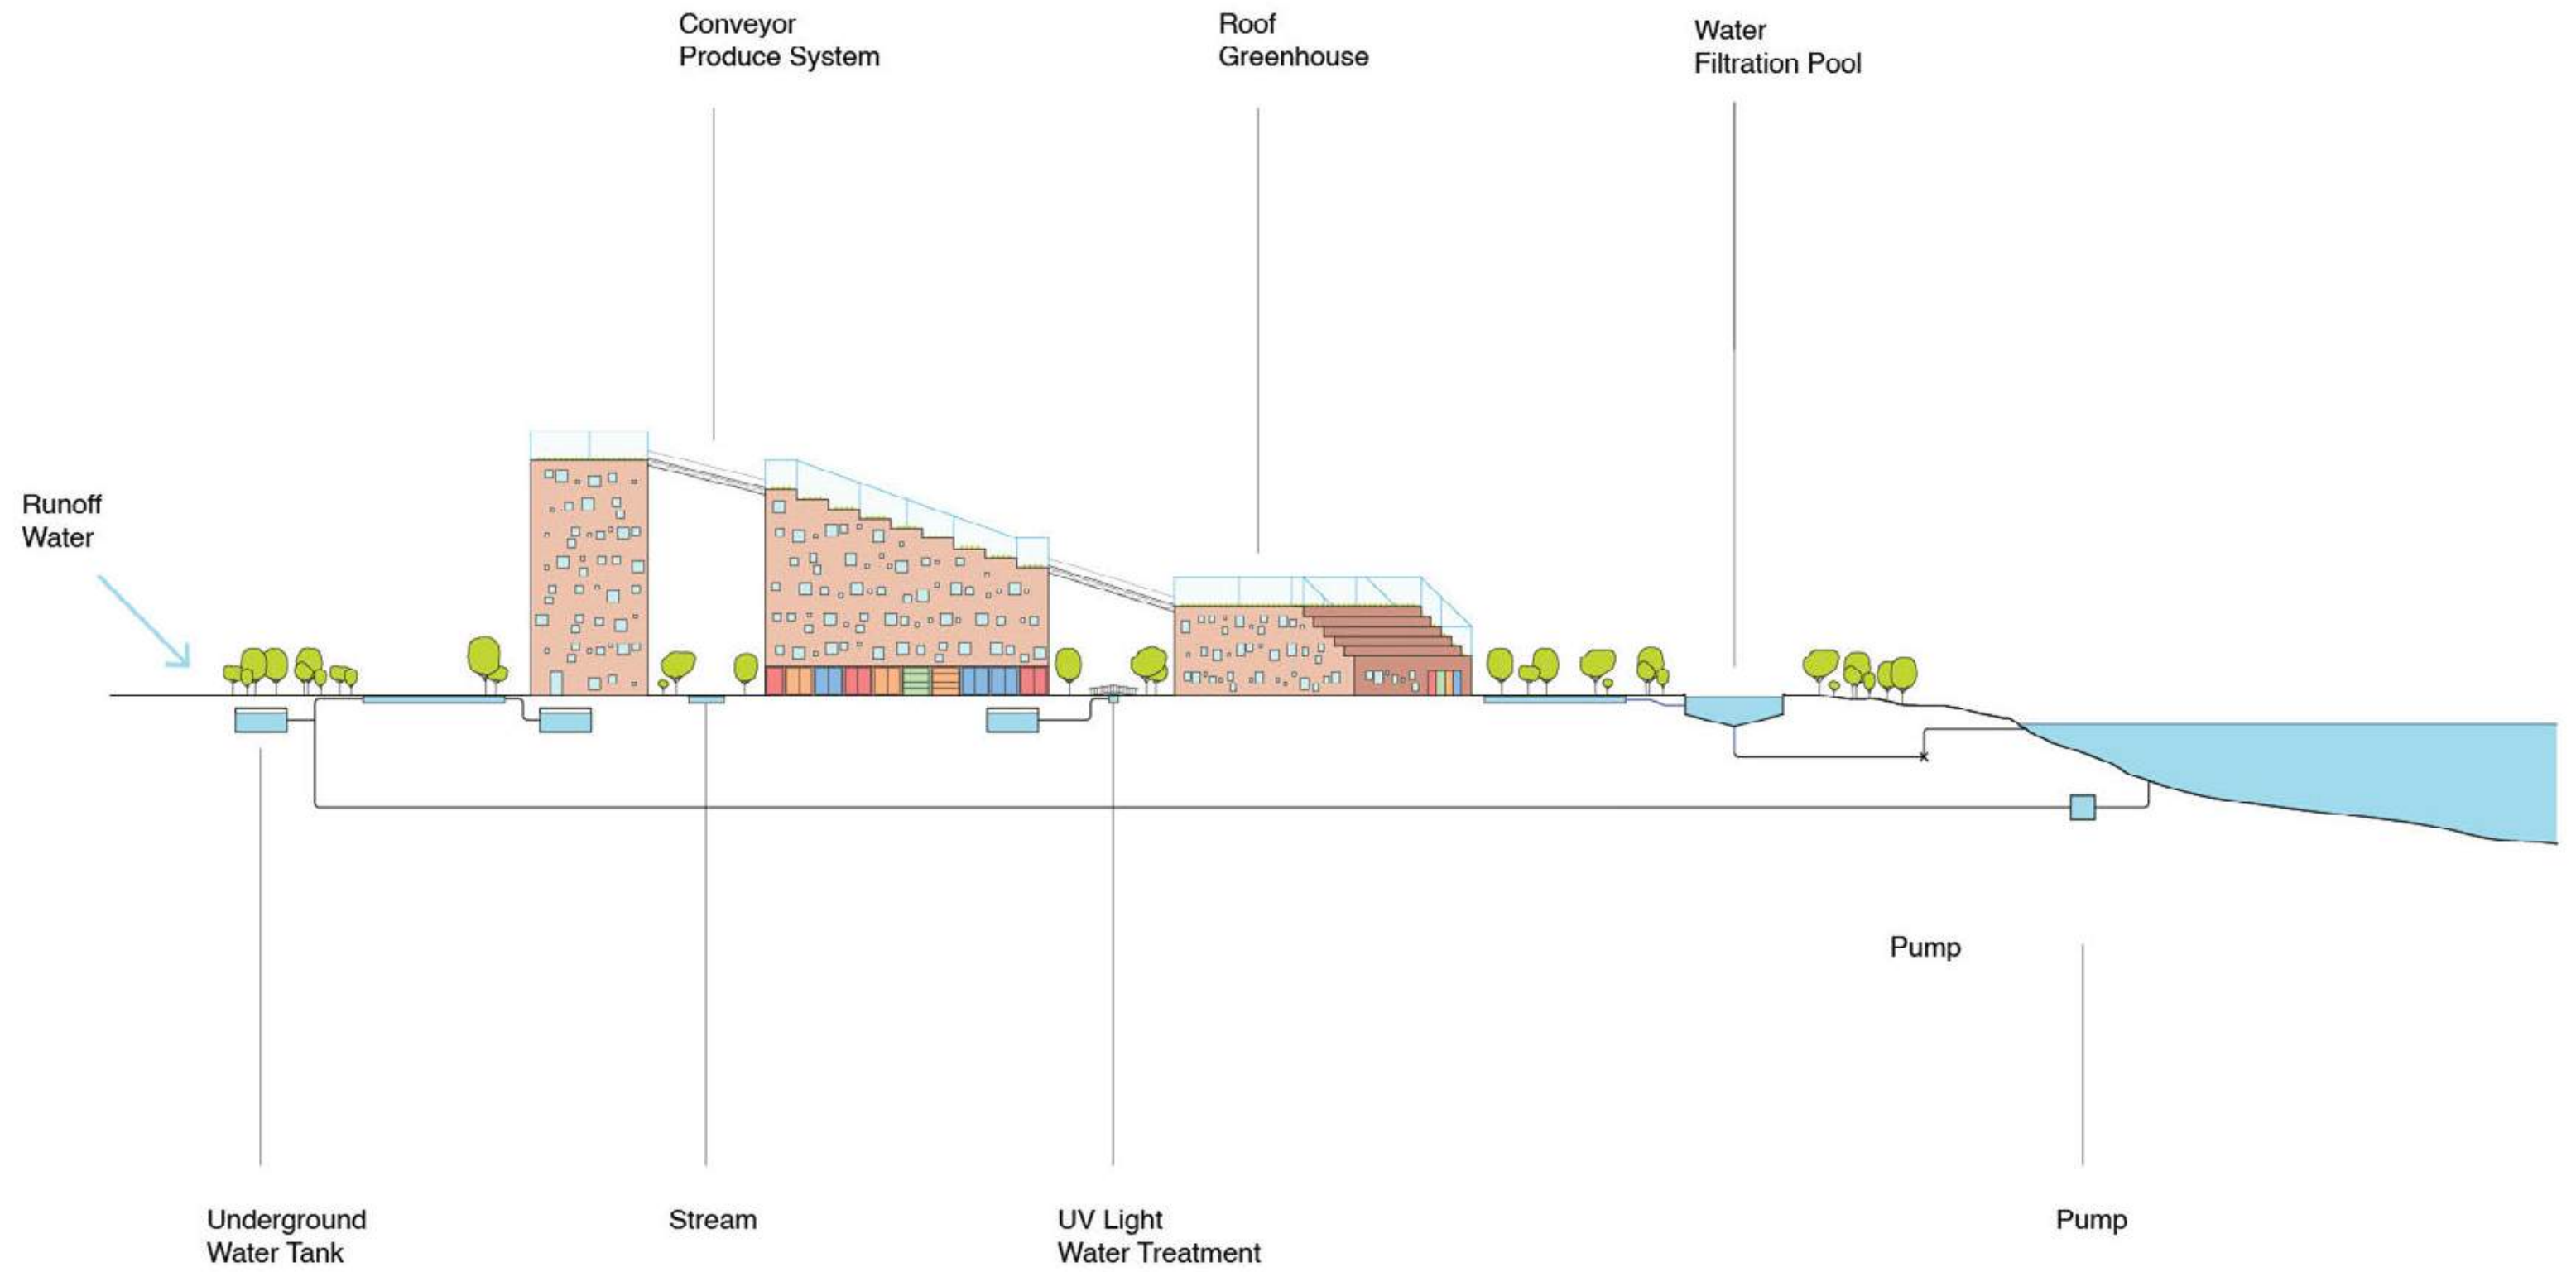 Conveyor
Produce System
Roof
Greenhouse
Water
Filtration Pool
Runoff
Water
Pump
Underground
Water Tank
Stream
UV Light
Water Treatment
Pump